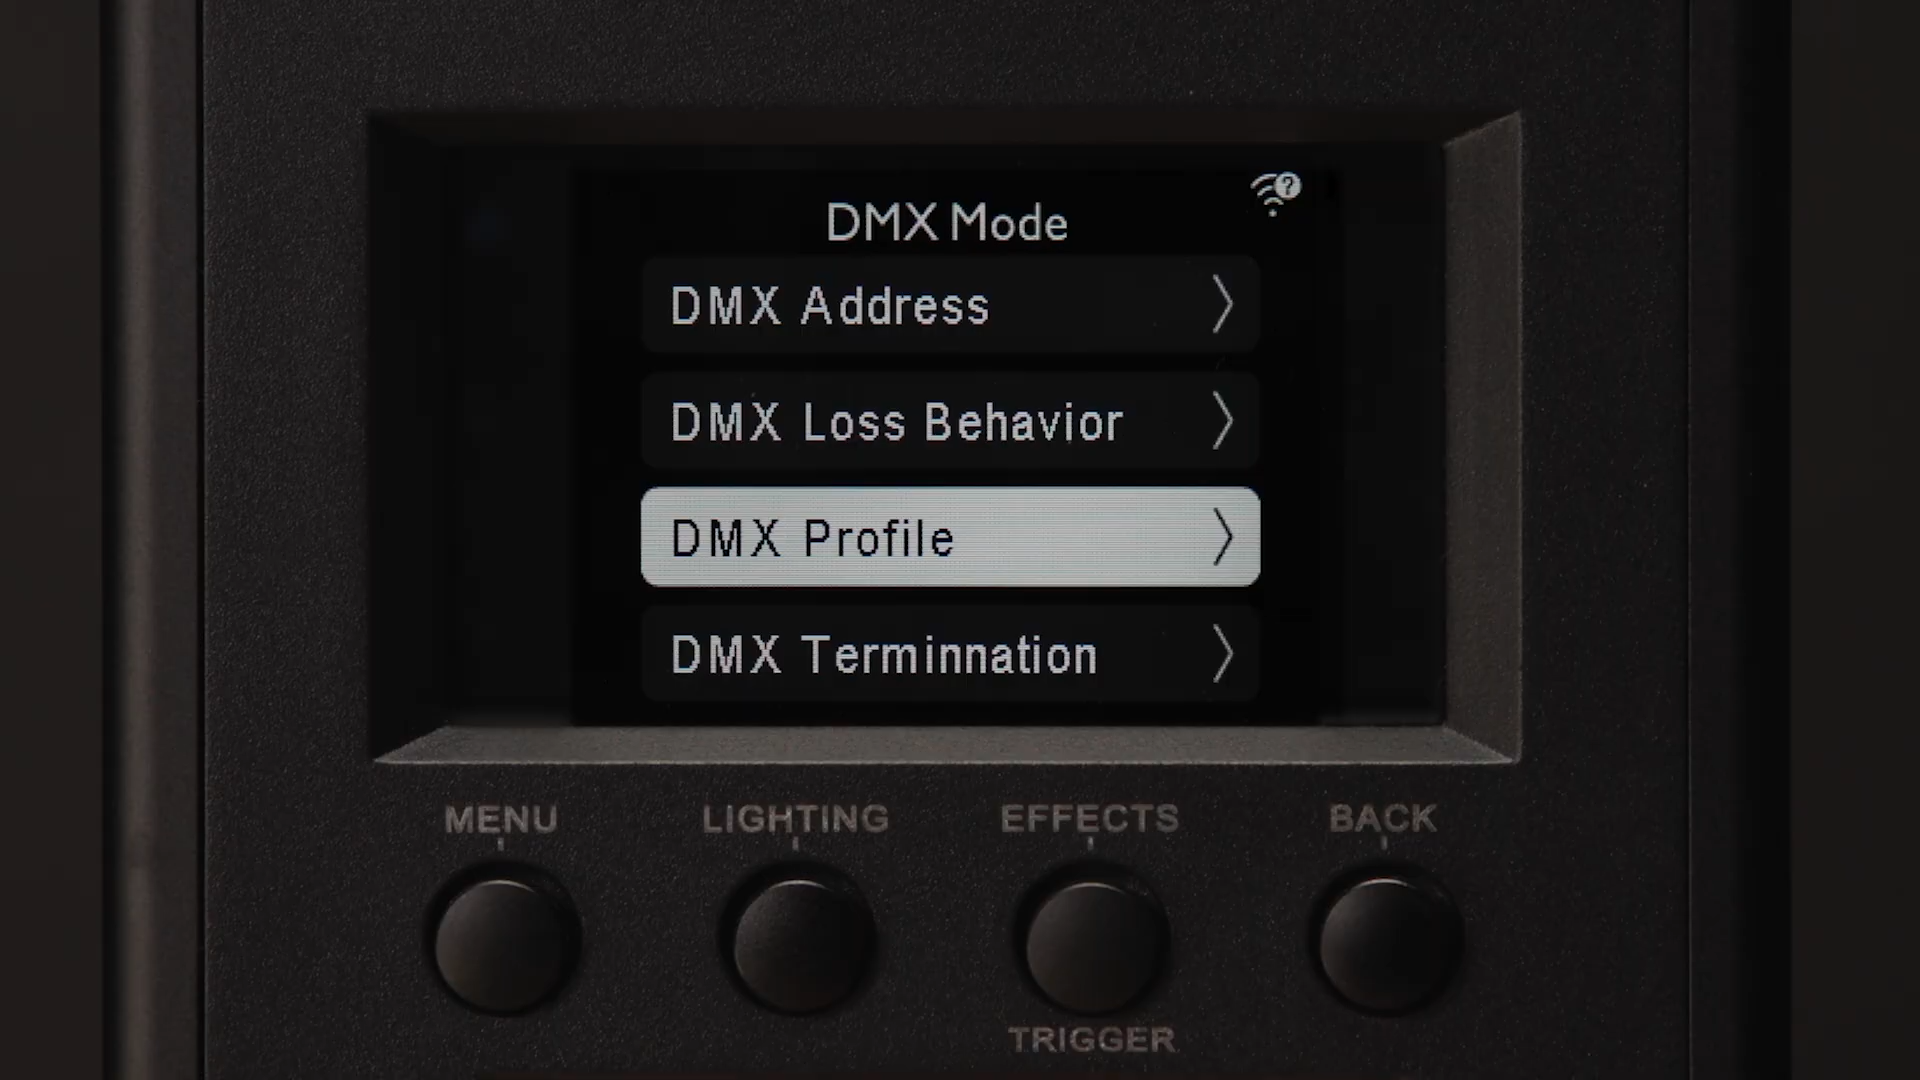 DMX Mode
DMX Address
DMX Loss Behavior
DMX Profile
DMX Terminnation
MENU
LIGHTING
EFFECTS
BACK
TRIGGER